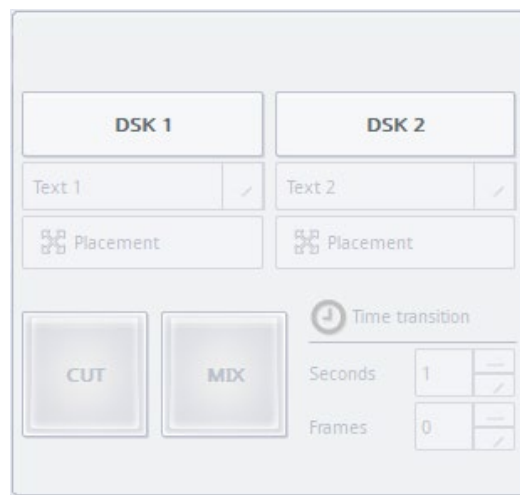 DSK 1 DSK 2
Text 1 Text 2
Placement Placement
Time transition
CUT MIX Seconds 1
Frames 0